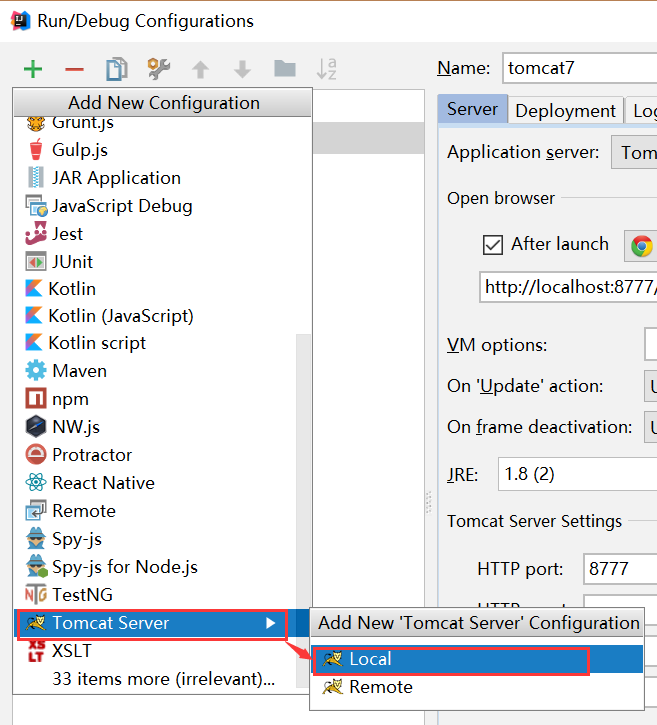 Run/Debug Configurations
Name: tomcat7
Add New Configuration
Grunt.js
Gulp.js
JAR Application
JavaScript Debug
Jest
JUnit
Kotlin
Kotlin (JavaScript)
Kotlin script
Maven
npm
NW.js
Protractor
React Native
Remote
Spy-js
Spy-js for Node.js
TestNG
Tomcat Server
XSLT
33 items more (irrelevant)...
Server Deployment Log
Application server: Tom
Open browser
After launch
http://localhost:8777/
VM options:
On 'Update' action:
On frame deactivation:
JRE: 1.8 (2)
Tomcat Server Settings
HTTP port: 8777
Add New 'Tomcat Server' Configuration
Local
Remote